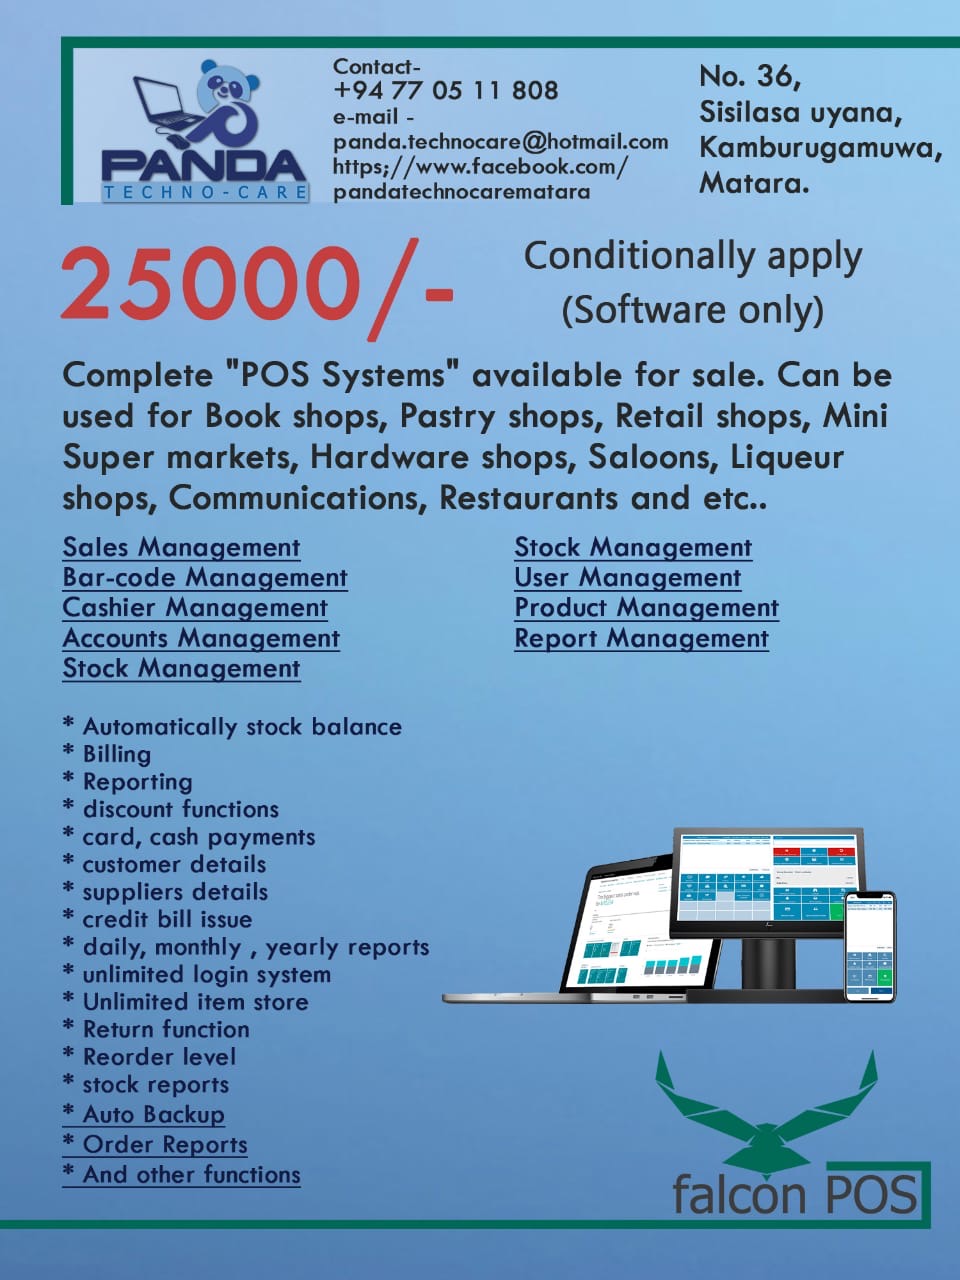 PANDA
TECHNO-CARE
Contact-
+94 77 05 11 808
e-mail -
panda.technocare@hotmail.com
https;//www.facebook.com/
pandatechnocarematara
No. 36,
Sisilasa uyana,
Kamburugamuwa,
Matara.
25000/-
Conditionally apply
(Software only)
Complete "POS Systems" available for sale. Can be
used for Book shops, Pastry shops, Retail shops, Mini
Super markets, Hardware shops, Saloons, Liqueur
shops, Communications, Restaurants and etc..
Sales Management
Bar-code Management
Cashier Management
Accounts Management
Stock Management
Stock Management
User Management
Product Management
Report Management
* Automatically stock balance
* Billing
* Reporting
* discount functions
* card, cash payments
* customer details
* suppliers details
* credit bill issue
* daily, monthly , yearly reports
* unlimited login system
* Unlimited item store
* Return function
* Reorder level
* stock reports
* Auto Backup
* Order Reports
* And other functions
falcon POS